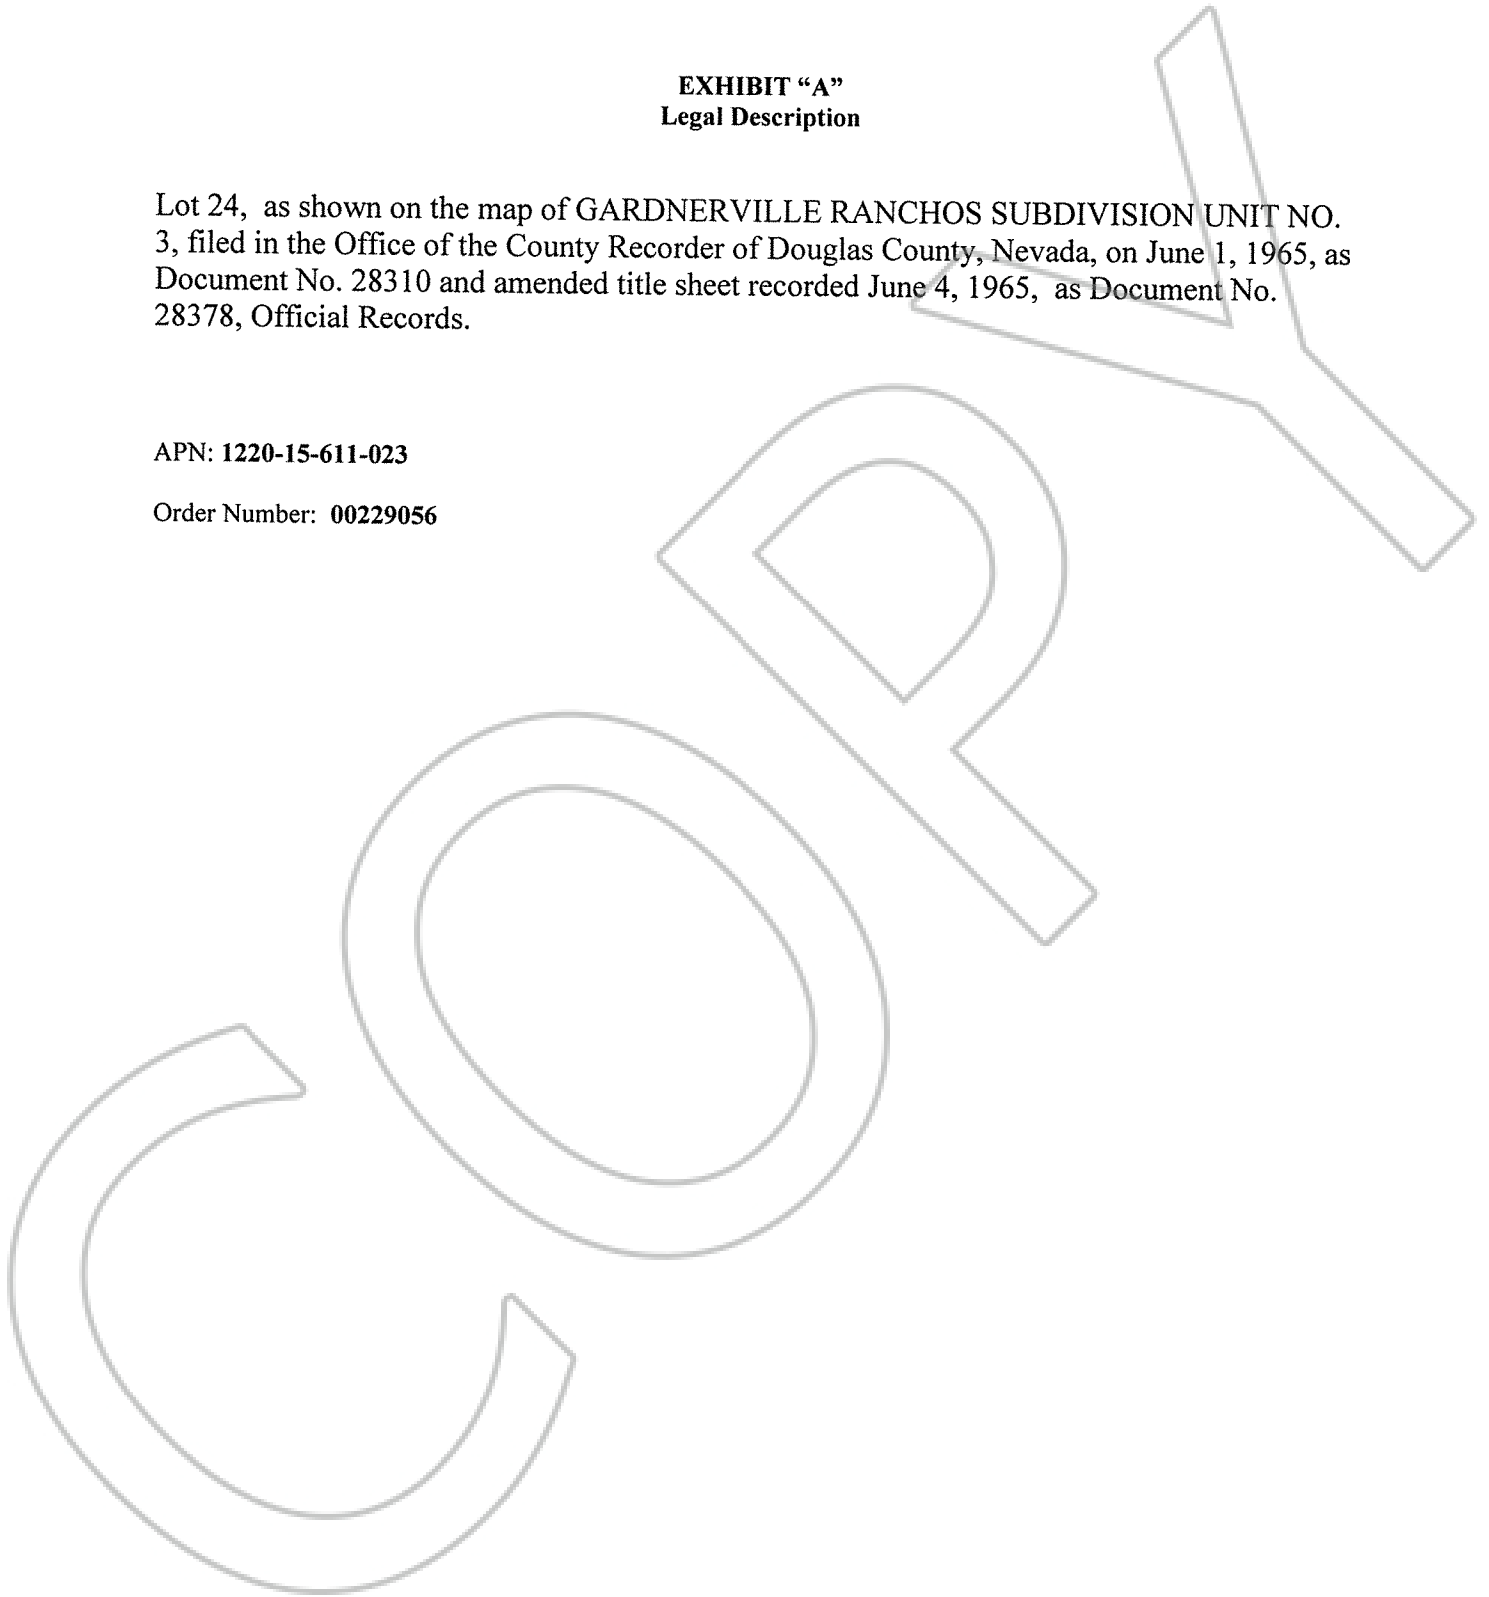 EXHIBIT “A”
Legal Description
Lot 24, as shown on the map of GARDNERVILLE RANCHOS SUBDIVISION UNIT NO.
3, filed in the Office of the County Recorder of Douglas County, Nevada, on June 1, 1965, as
Document No. 28310 and amended title sheet recorded June 4, 1965, as Document No.
28378, Official Records.
APN: 1220-15-611-023
Order Number: 00229056
COPY